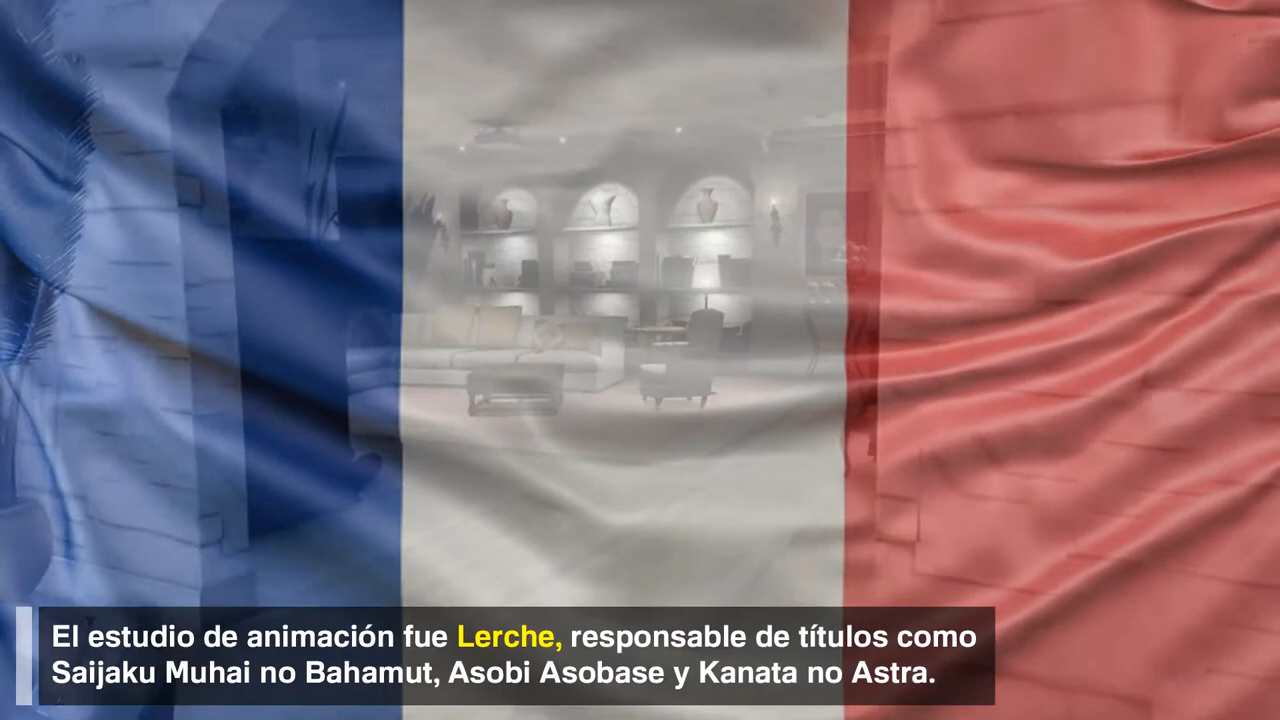 El estudio de animación fue Lerche, responsable de títulos como
Saijaku Muhai no Bahamut, Asobi Asobase y Kanata no Astra.